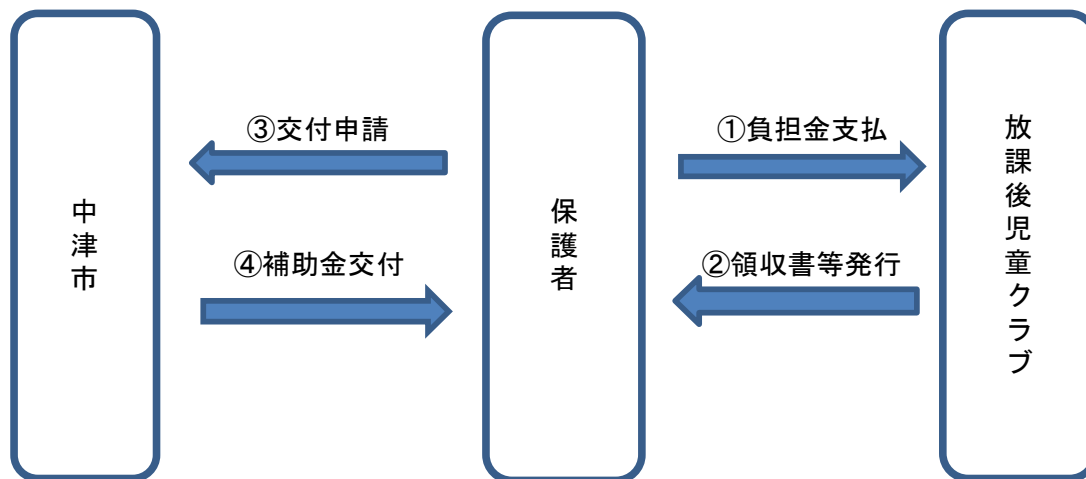 中津市
③交付申請
④補助金交付
保護者
①負担金支払
②領収書等発行
放課後児童クラブ